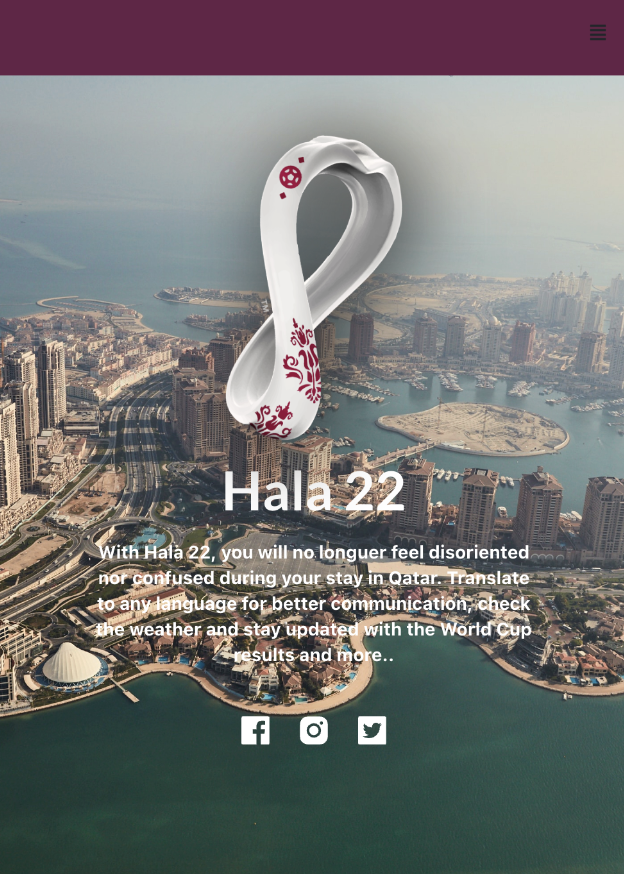 Hala 22
With Hala 22, you will no longuer feel disoriented
nor confused during your stay in Qatar. Translate
to any language for better communication, check
the weather and stay updated with the World Cup
results and more..